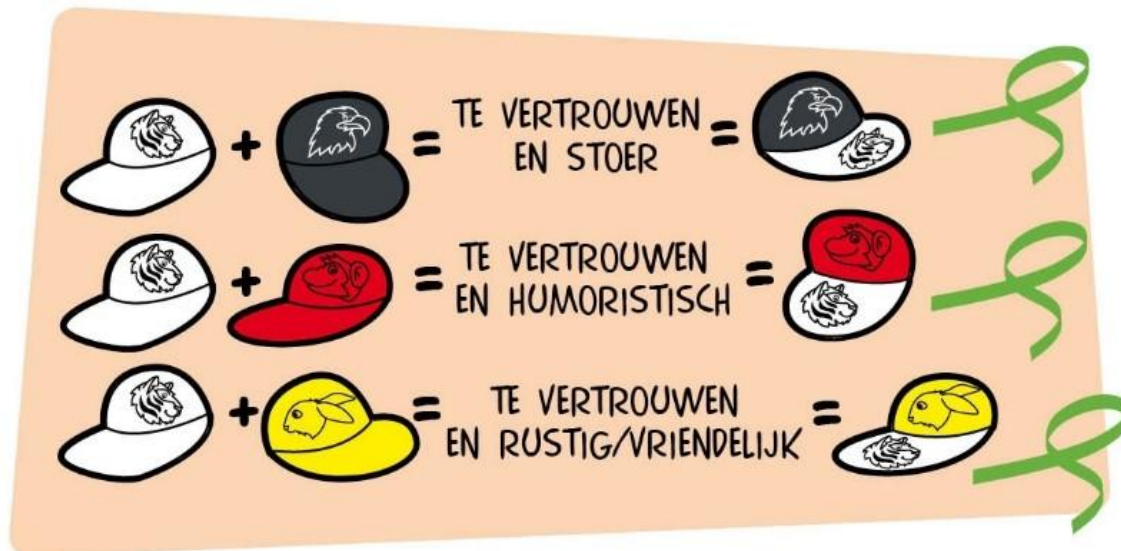 + = TE VERTROUWEN =
EN STOER
+ = TE VERTROUWEN =
EN HUMORISTISCH
+ = TE VERTROUWEN =
EN RUSTIG/VRIENDELIJK